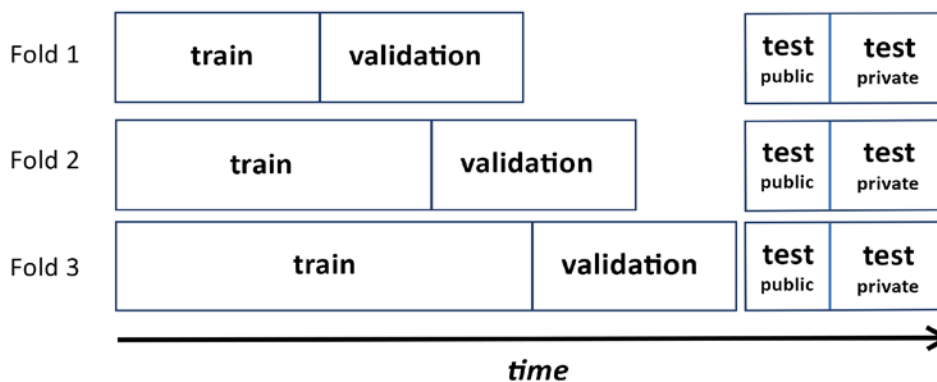 Fold 1
train
validation
test
public
test
private
Fold 2
train
validation
test
public
test
private
Fold 3
train
validation
test
public
test
private
time